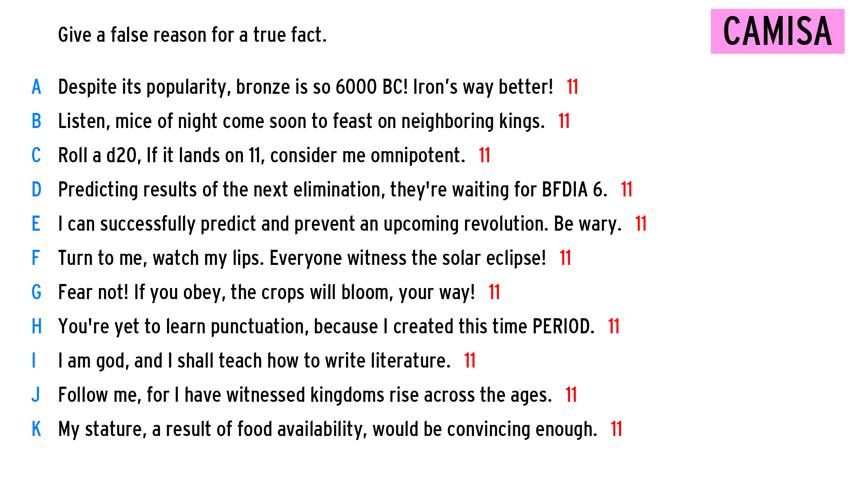 Give a false reason for a true fact.
CAMISA
A Despite its popularity, bronze is so 6000 BC! Iron's way better! 11
B Listen, mice of night come soon to feast on neighboring kings. 11
C Roll a d20, If it lands on 11, consider me omnipotent. 11
D Predicting results of the next elimination, they're waiting for BFDIA 6. 11
E I can successfully predict and prevent an upcoming revolution. Be wary. 11
F Turn to me, watch my lips. Everyone witness the solar eclipse! 11
G Fear not! If you obey, the crops will bloom, your way! 11
H You're yet to learn punctuation, because I created this time PERIOD. 11
I I am god, and I shall teach how to write literature. 11
J Follow me, for I have witnessed kingdoms rise across the ages. 11
K My stature, a result of food availability, would be convincing enough. 11